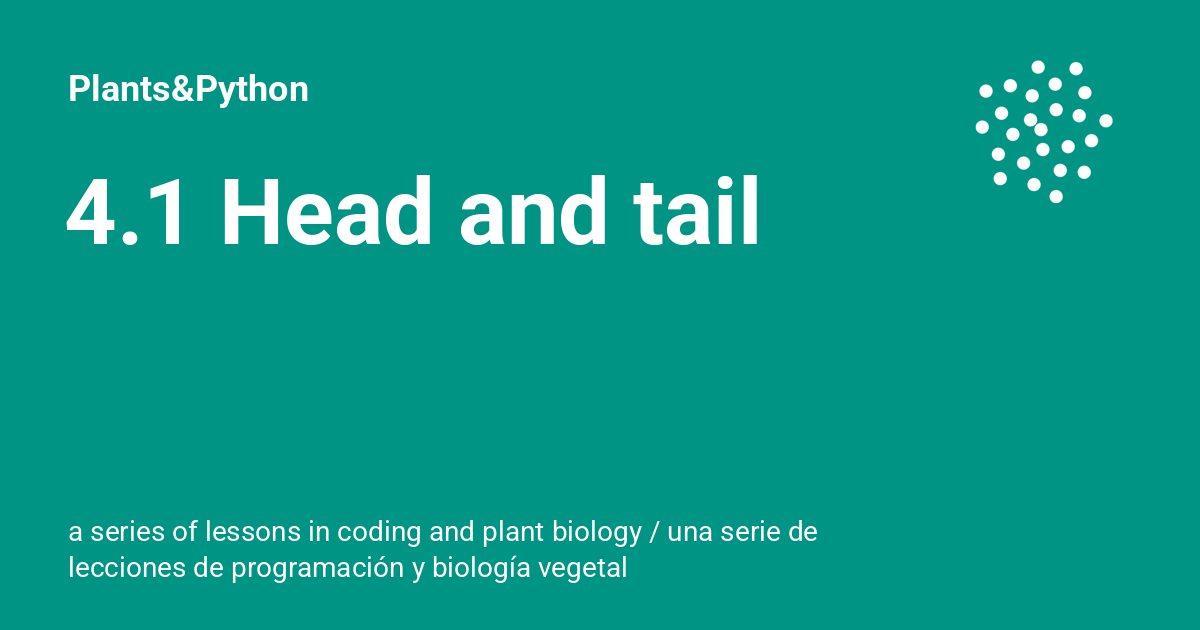 Plants&Python
4.1 Head and tail
a series of lessons in coding and plant biology / una serie de
lecciones de programación y biología vegetal